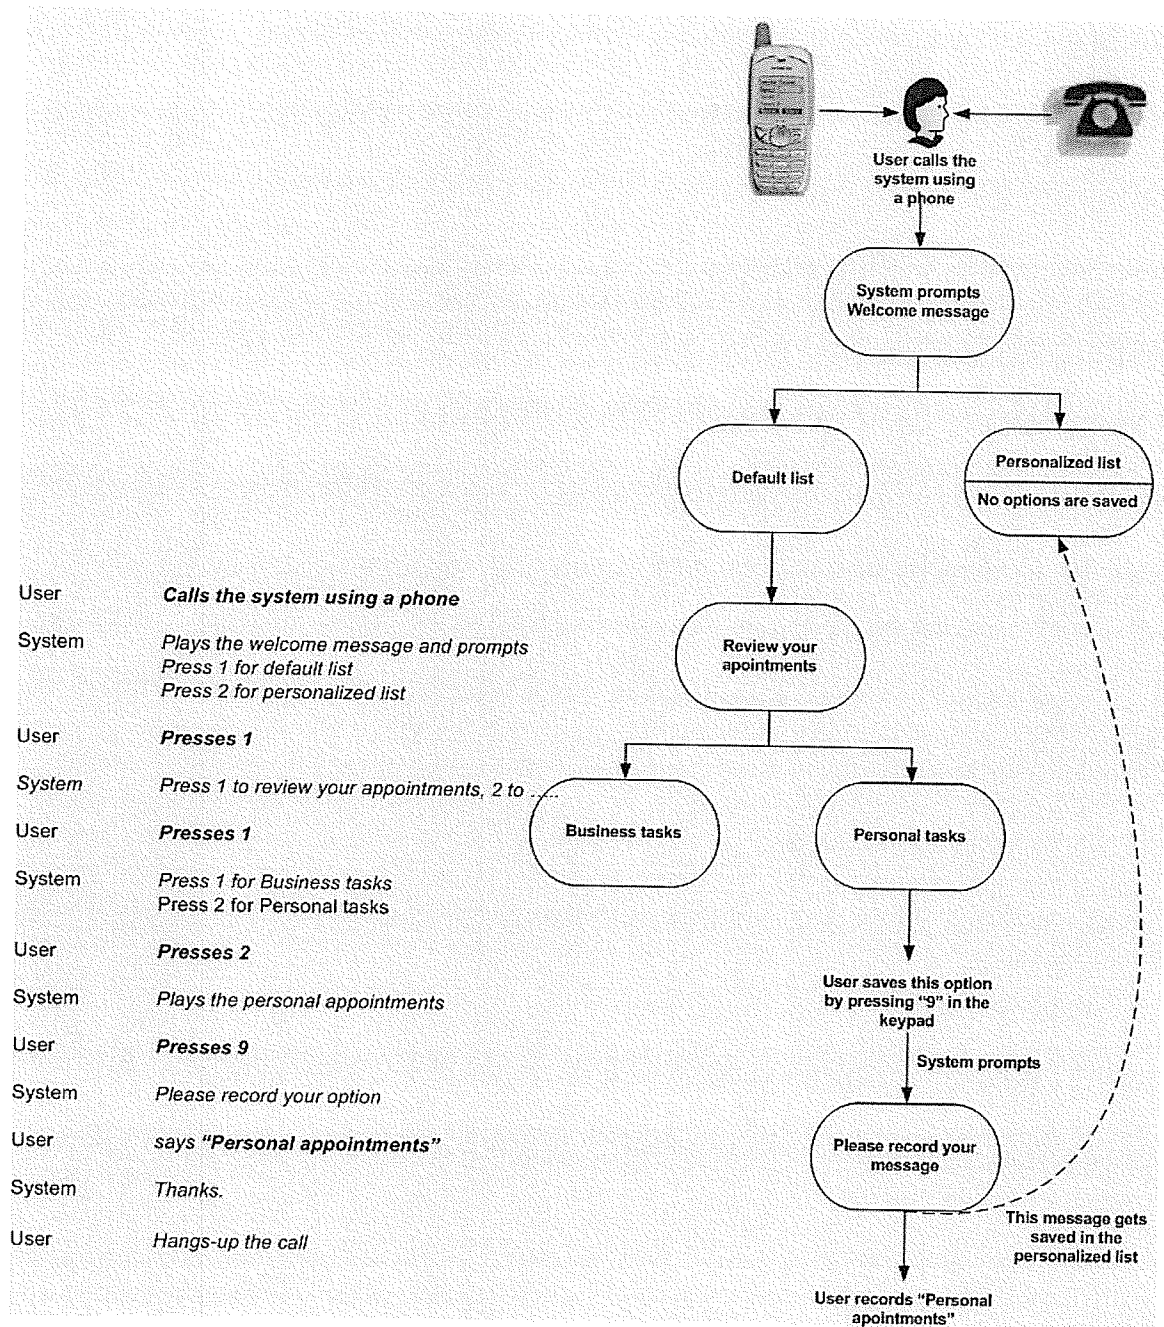 User calls the
system using
a phone
System prompts
Welcome message
Default list
Personalized list
No options are saved
Review your
apointments
Business tasks
Personal tasks
User saves this option
by pressing “9” in the
keypad
System prompts
Please record your
message
This message gets
saved in the
personalized list
User records “Personal
apointments”
User Calls the system using a phone
System Plays the welcome message and prompts
Press 1 for default list
Press 2 for personalized list
User Presses 1
System Press 1 to review your appointments, 2 to .....
User Presses 1
System Press 1 for Business tasks
Press 2 for Personal tasks
User Presses 2
System Plays the personal appointments
User Presses 9
System Please record your option
User says “Personal appointments”
System Thanks.
User Hangs-up the call